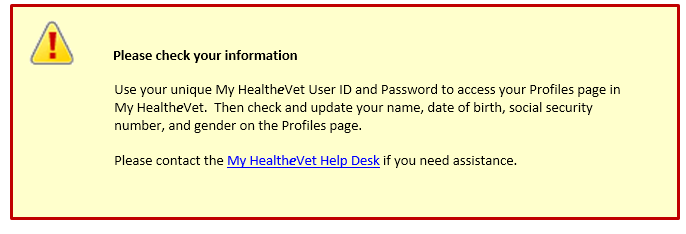 Please check your information
Use your unique My HealtheVet User ID and Password to access your Profiles page in
My HealtheVet.  Then check and update your name, date of birth, social security
number, and gender on the Profiles page.
Please contact the My HealtheVet Help Desk if you need assistance.